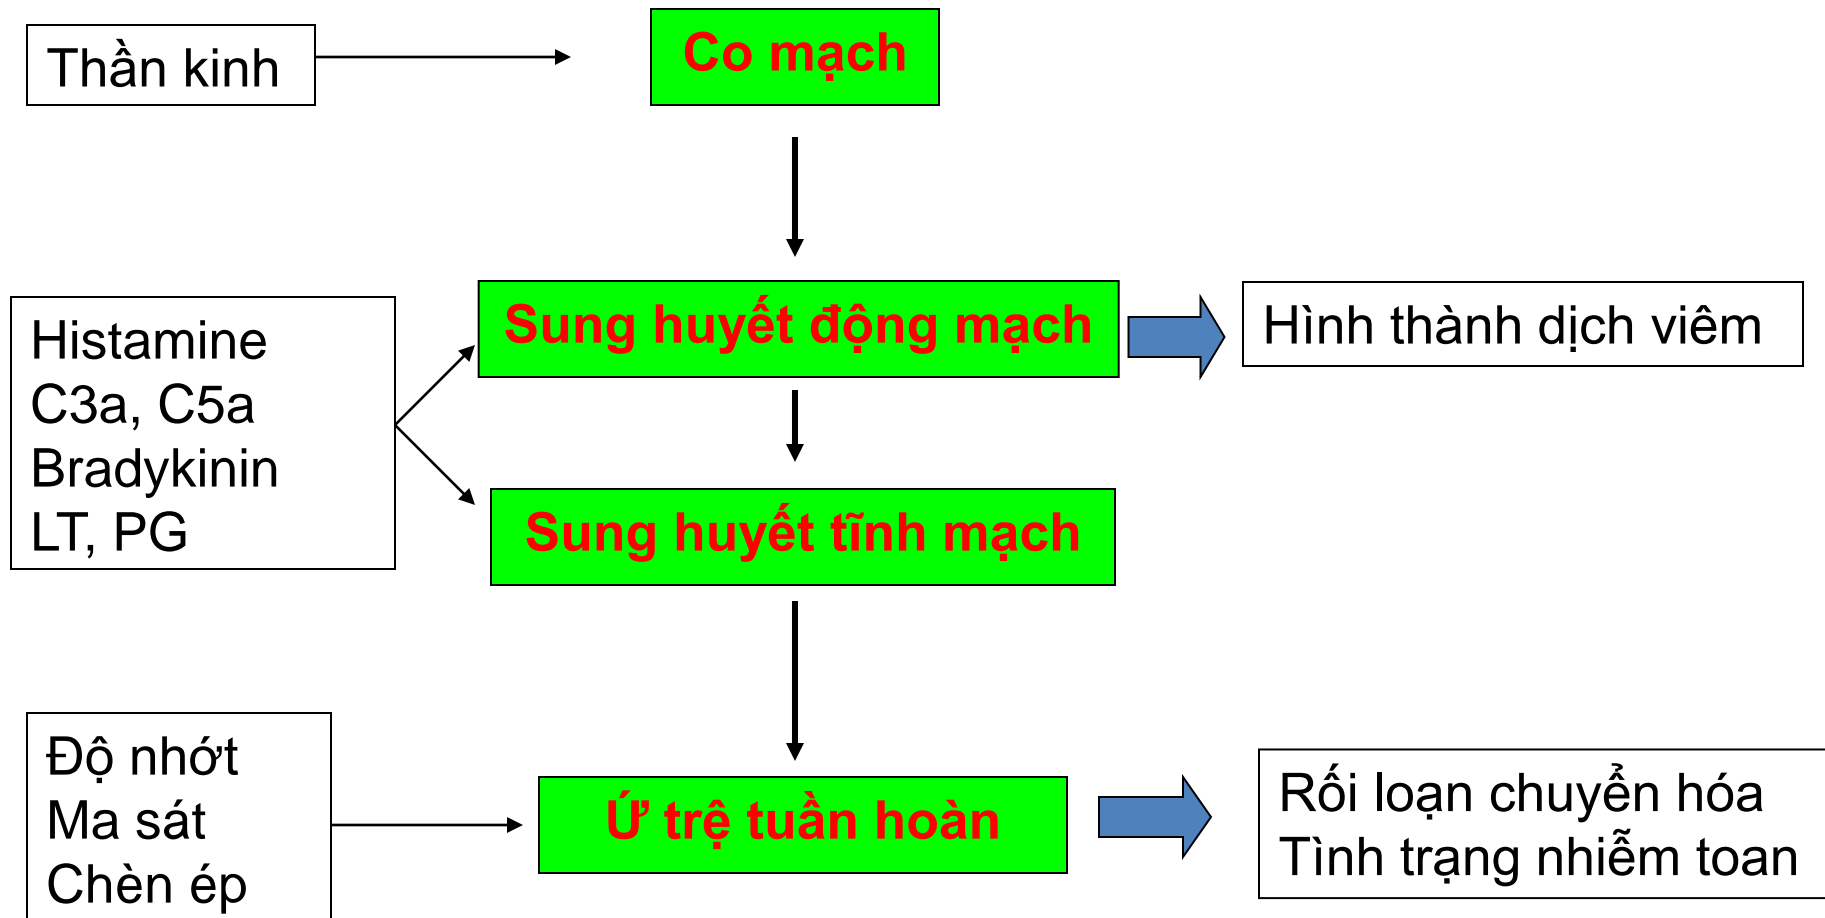 Thần kinh
Co mạch
Histamine
C3a, C5a
Bradykinin
LT, PG
Sung huyết động mạch
Hình thành dịch viêm
Sung huyết tĩnh mạch
Độ nhớt
Ma sát
Chèn ép
Ứ trệ tuần hoàn
Rối loạn chuyển hóa
Tình trạng nhiễm toan